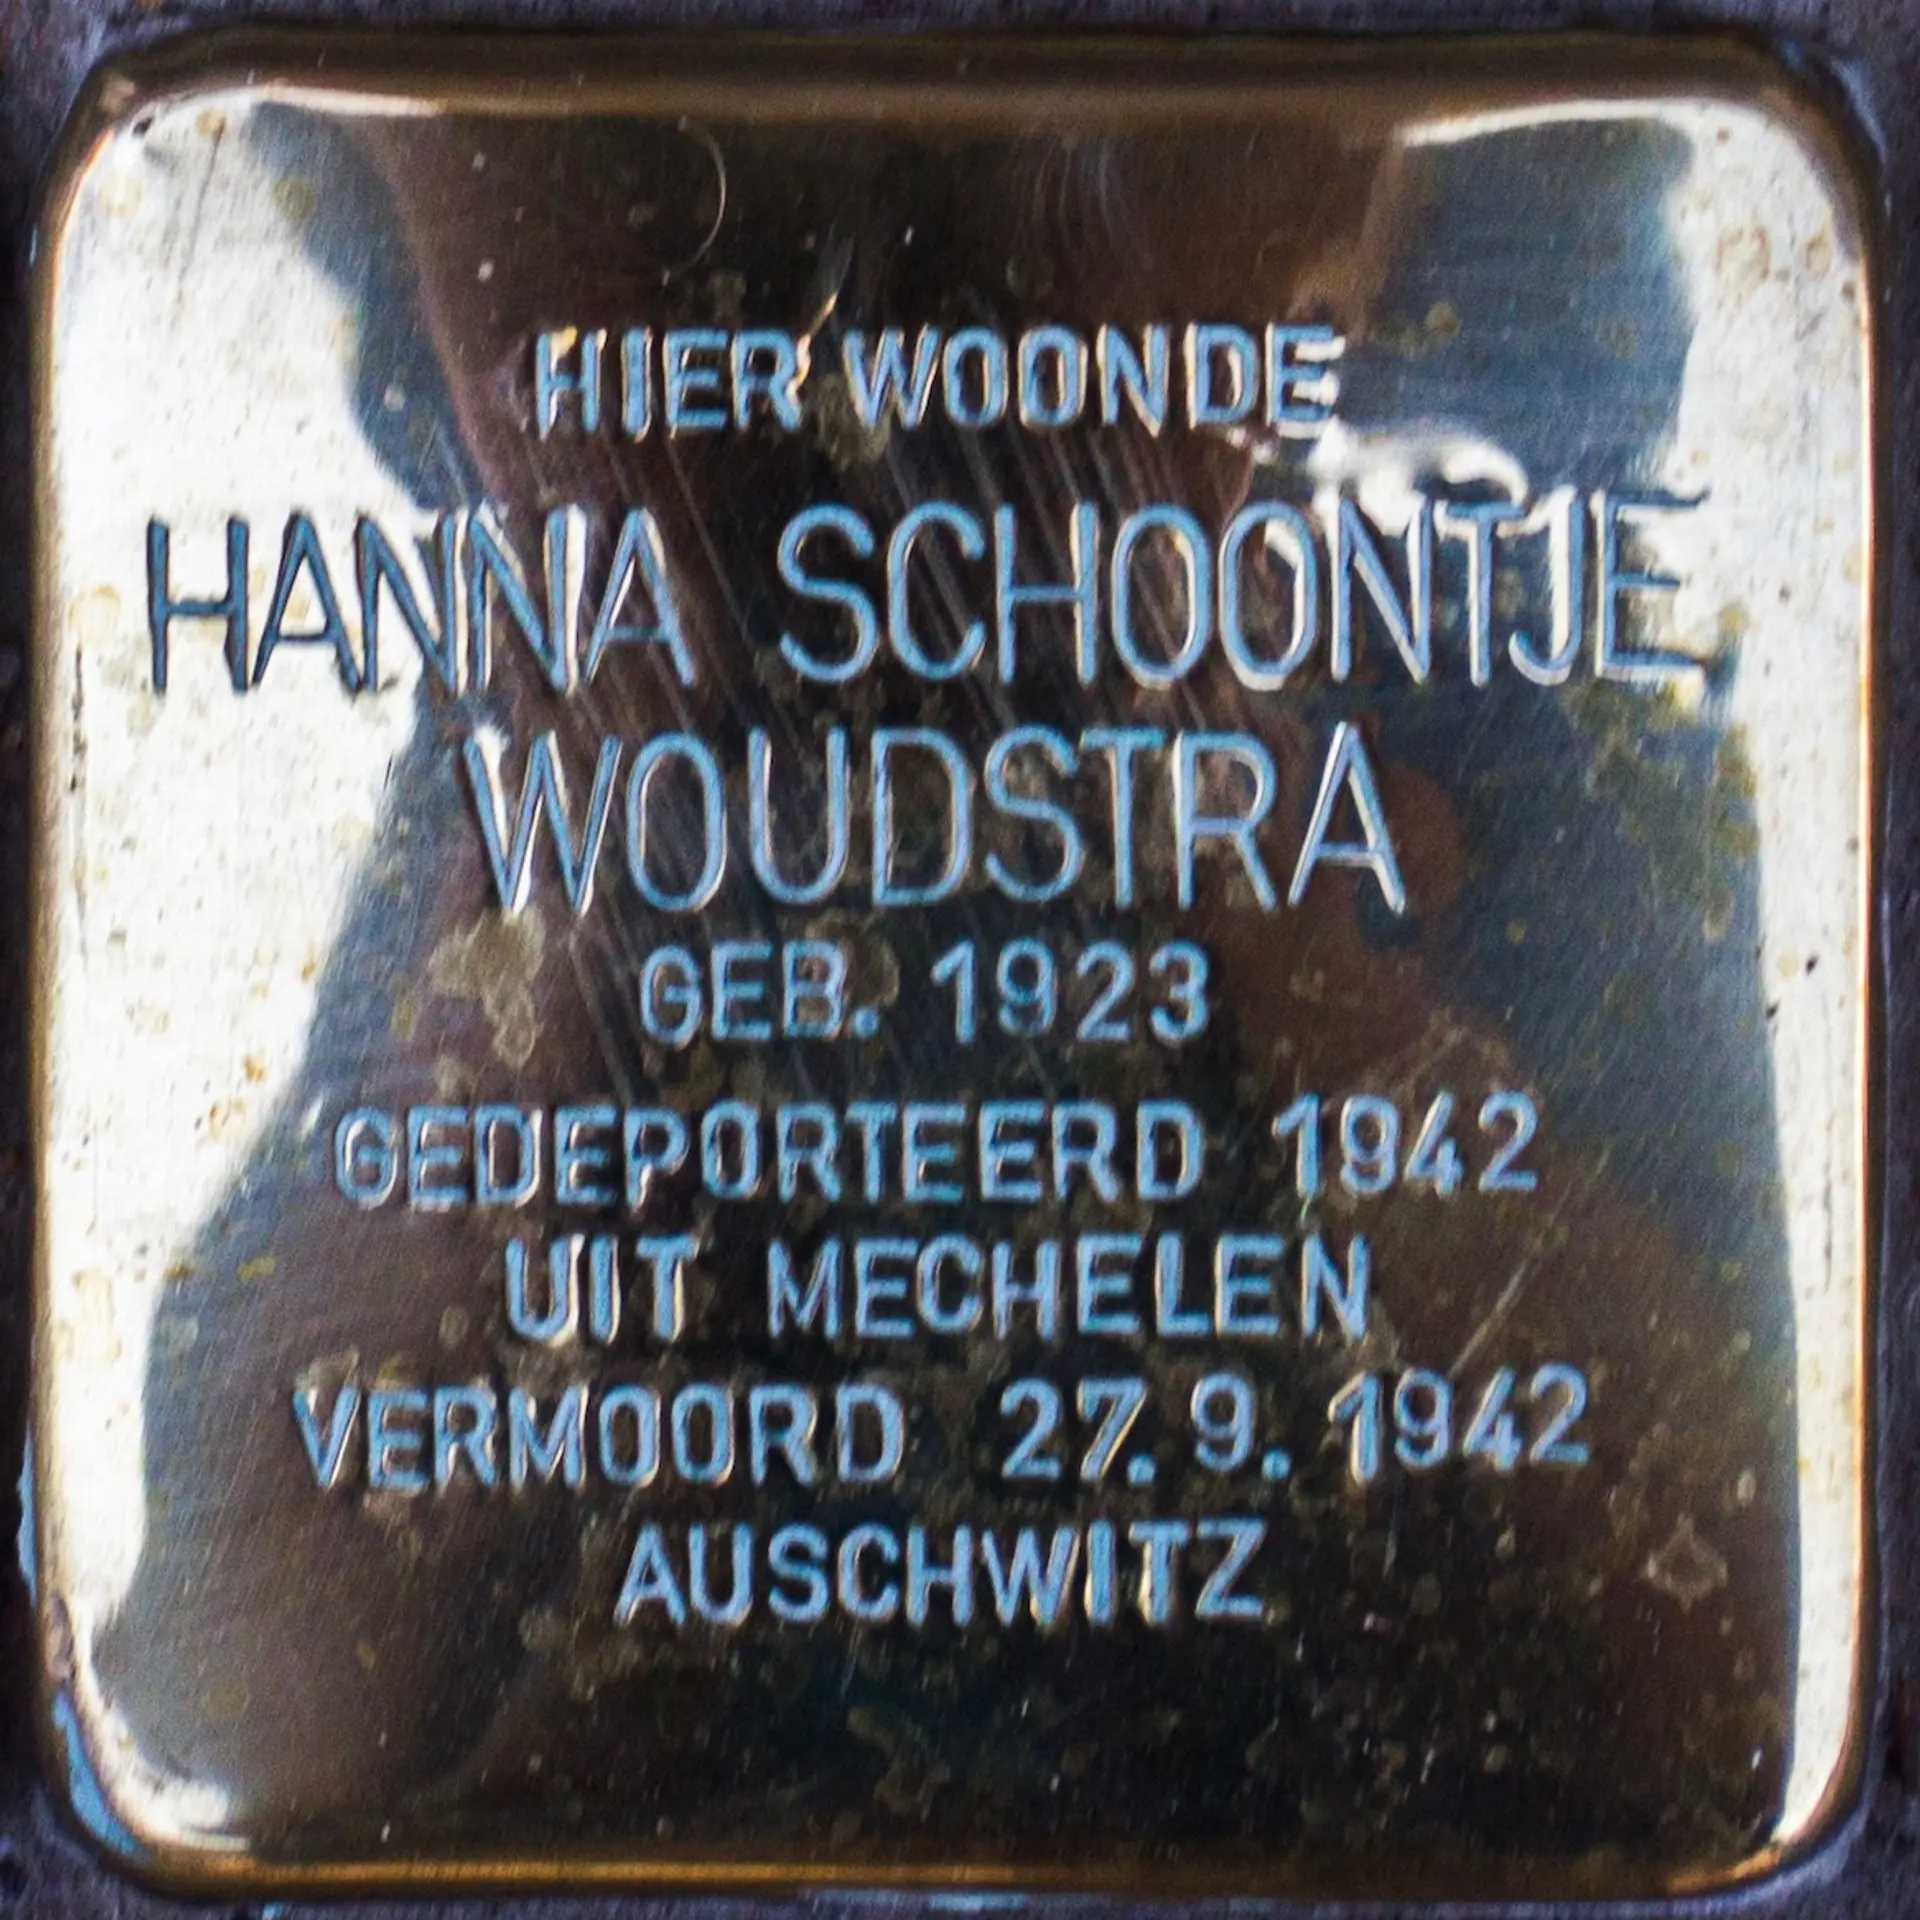 HIER WOONDE
HANNA SCHOONTJE
WOUDSTRA
GEB. 1923
GEDEPORTEERD 1942
UIT MECHELEN
VERMOORD 27.9.1942
AUSCHWITZ